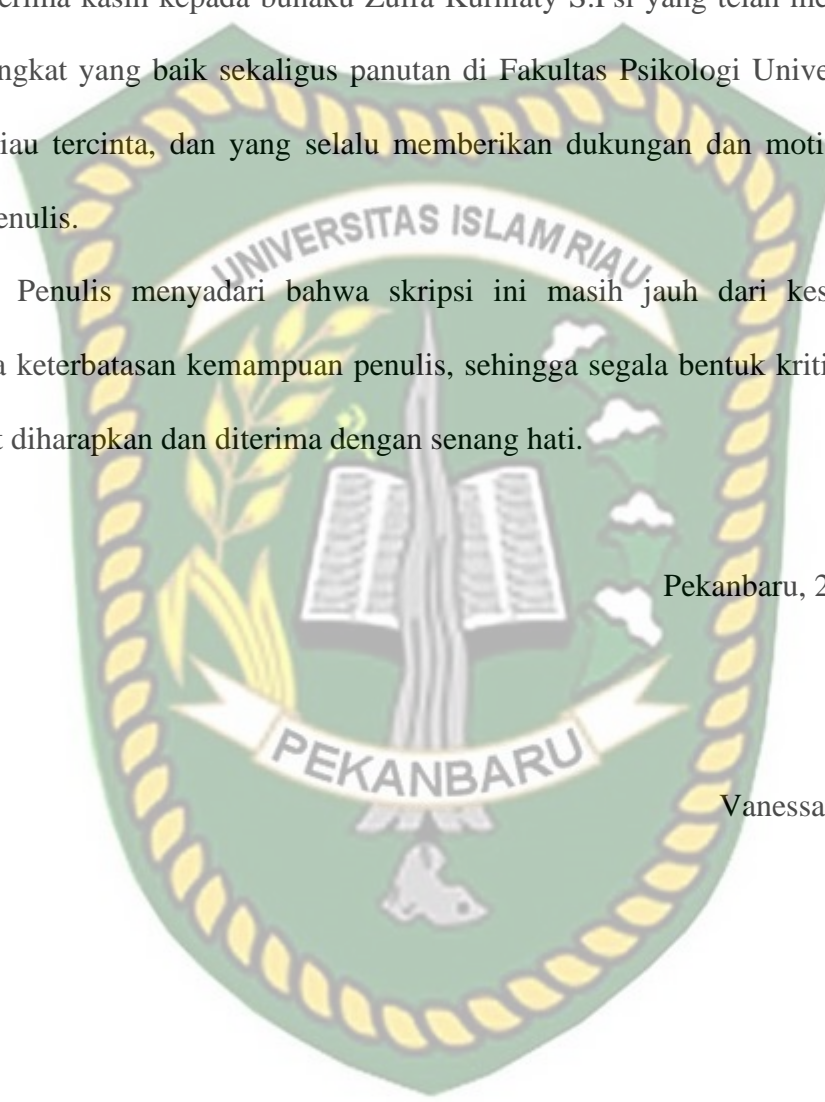 kasih kepada bundaku Zulfa Kurniaty S.Psi yang telah
ngkat yang baik sekaligus panutan di Fakultas Psikologi Unive
iau tercinta, dan yang selalu memberikan dukungan dan moti
enulis.
UNIVERSITAS ISLAM RIAU
Penulis menyadari bahwa skripsi ini masih jauh dari kes
a keterbatasan kemampuan penulis, sehingga segala bentuk kriti
t diharapkan dan diterima dengan senang hati.
Pekanbaru, 2
PEKANBARU
Vanessa